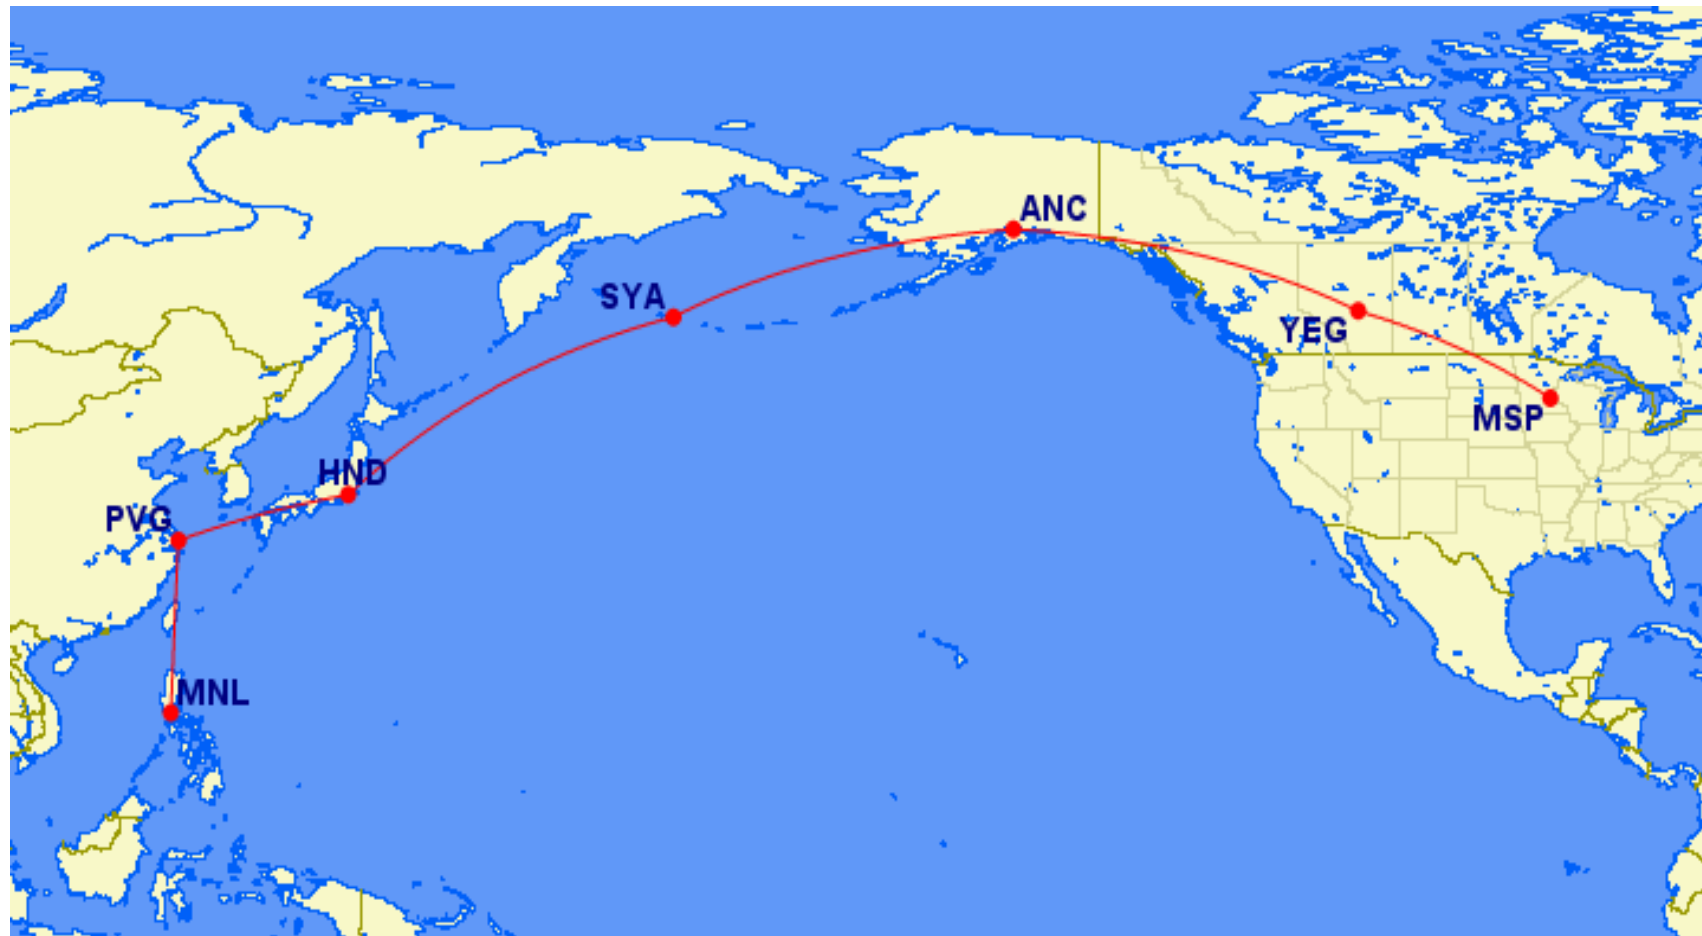 ANC
SYA
YEG
MSP
HND
PVG
MNL